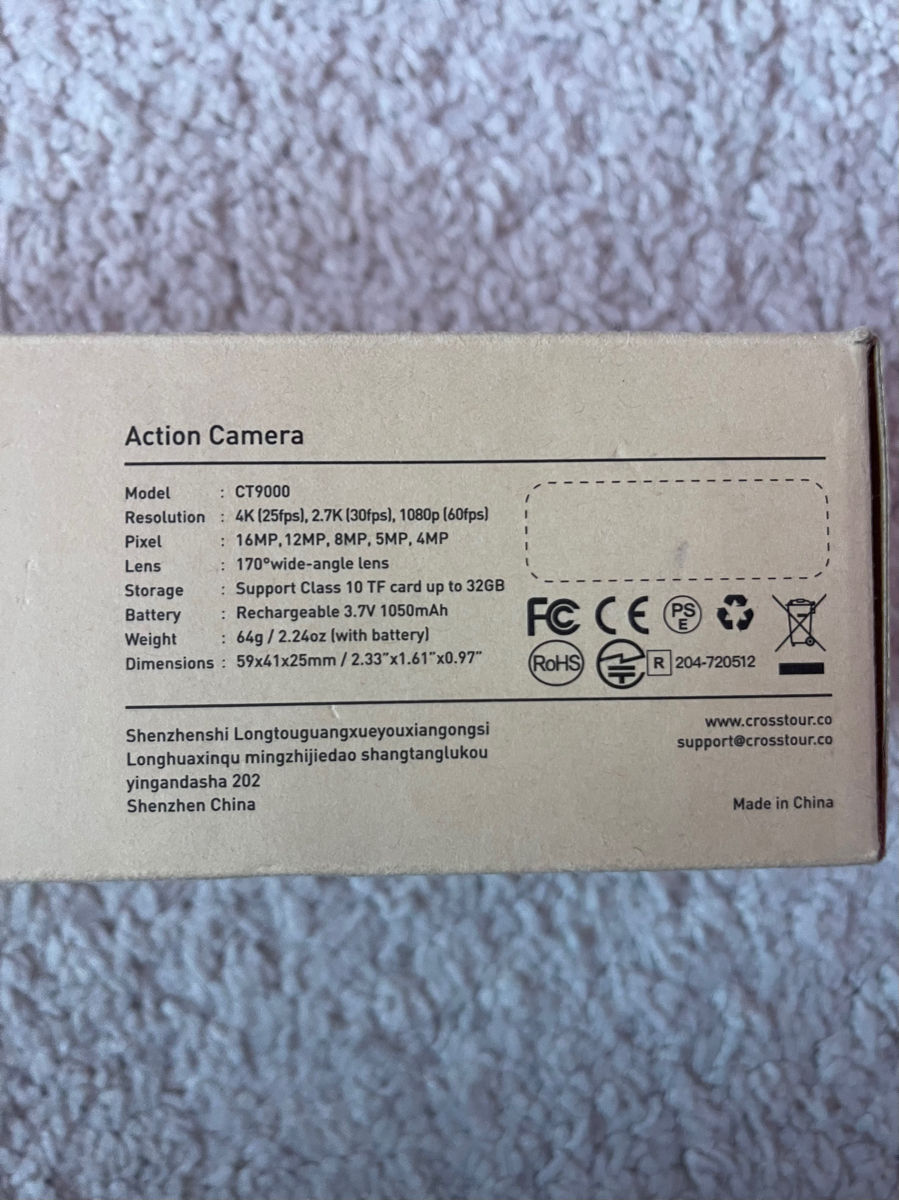 Action Camera
Model : CT9000
Resolution : 4K (25fps), 2.7K (30fps), 1080p (60fps)
Pixel : 16MP,12MP, 8MP, 5MP, 4MP
Lens : 170°wide-angle lens
Storage : Support Class 10 TF card up to 32GB
Battery : Rechargeable 3.7V 1050mAh
Weight : 64g / 2.24oz (with battery)
Dimensions : 59x41x25mm / 2.33"x1.61"x0.97"
FC CE PSE
RoHS R 204-720512
Shenzhenshi Longtouguangxueyouxiangongsi
Longhuaxinqu mingzhijiedao shangtanglukou
yingandasha 202
Shenzhen China
www.crosstour.co
support@crosstour.co
Made in China